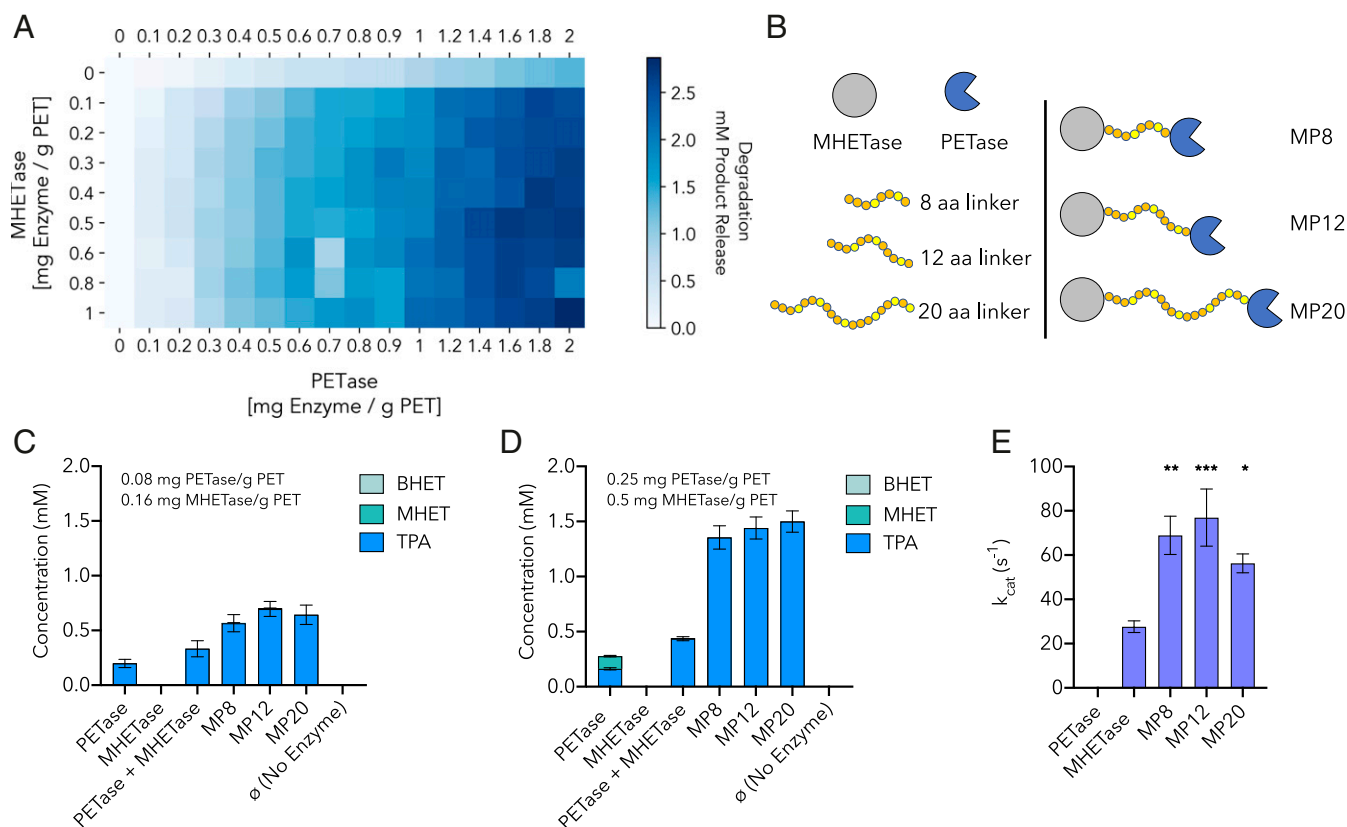 A
0 0.1 0.2 0.3 0.4 0.5 0.6 0.7 0.8 0.9 1 1.2 1.4 1.6 1.8 2
MHETase
[mg Enzyme / g PET]
0
0.1
0.2
0.3
0.4
0.5
0.6
0.8
1
0 0.1 0.2 0.3 0.4 0.5 0.6 0.7 0.8 0.9 1 1.2 1.4 1.6 1.8 2
PETase
[mg Enzyme / g PET]
2.5
2.0
1.5
1.0
0.5
0.0
Degradation
mM Product Release
B
MHETase
PETase
8 aa linker
12 aa linker
20 aa linker
MP8
MP12
MP20
C
Concentration (mM)
2.0
1.5
1.0
0.5
0.0
0.08 mg PETase/g PET
0.16 mg MHETase/g PET
BHET
MHET
TPA
PETase
MHETase
PETase + MHETase
MP8
MP12
MP20
ø (No Enzyme)
D
Concentration (mM)
2.0
1.5
1.0
0.5
0.0
0.25 mg PETase/g PET
0.5 mg MHETase/g PET
BHET
MHET
TPA
PETase
MHETase
PETase + MHETase
MP8
MP12
MP20
ø (No Enzyme)
E
kcat (s-1)
100
80
60
40
20
0
** *** *
PETase
MHETase
MP8
MP12
MP20